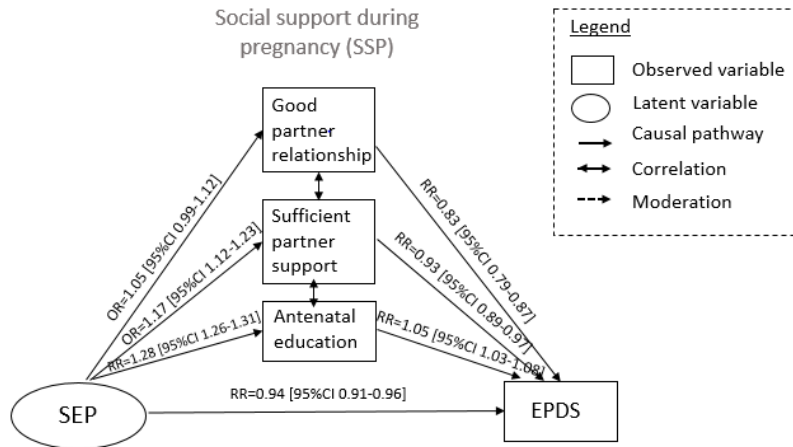 Social support during
pregnancy (SSP)
Legend
Observed variable
Latent variable
Causal pathway
Correlation
Moderation
Good
partner
relationship
Sufficient
partner
support
Antenatal
education
OR=1.05 [95%CI 0.99-1.12]
OR=1.17 [95%CI 1.12-1.23]
RR=1.28 [95%CI 1.26-1.31]
RR=0.83 [95%CI 0.79-0.87]
RR=0.93 [95%CI 0.89-0.97]
RR=1.05 [95%CI 1.03-1.08]
RR=0.94 [95%CI 0.91-0.96]
SEP
EPDS